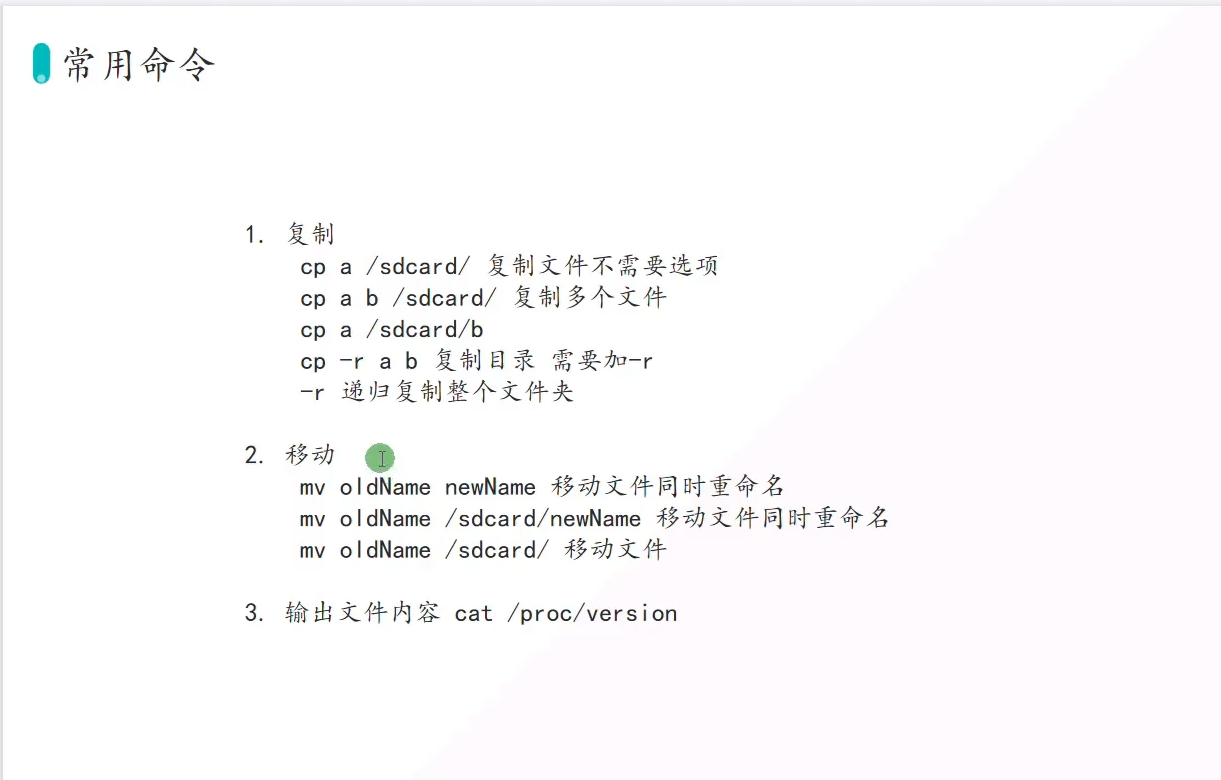 常用命令
1. 复制
cp a /sdcard/ 复制文件不需要选项
cp a b /sdcard/ 复制多个文件
cp a /sdcard/b
cp -r a b 复制目录 需要加-r
-r 递归复制整个文件夹
2. 移动
mv oldName newName 移动文件同时重命名
mv oldName /sdcard/newName 移动文件同时重命名
mv oldName /sdcard/ 移动文件
3. 输出文件内容 cat /proc/version